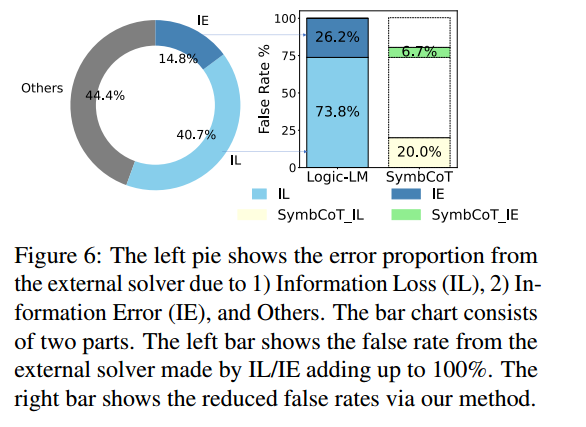 IE
14.8%
Others
44.4%
40.7%
IL
False Rate %
100
75
50
25
0
26.2%
73.8%
6.7%
20.0%
Logic-LM
SymbCoT
IL
IE
SymbCoT_IL
SymbCoT_IE
Figure 6: The left pie shows the error proportion from
the external solver due to 1) Information Loss (IL), 2) In-
formation Error (IE), and Others. The bar chart consists
of two parts. The left bar shows the false rate from the
external solver made by IL/IE adding up to 100%. The
right bar shows the reduced false rates via our method.